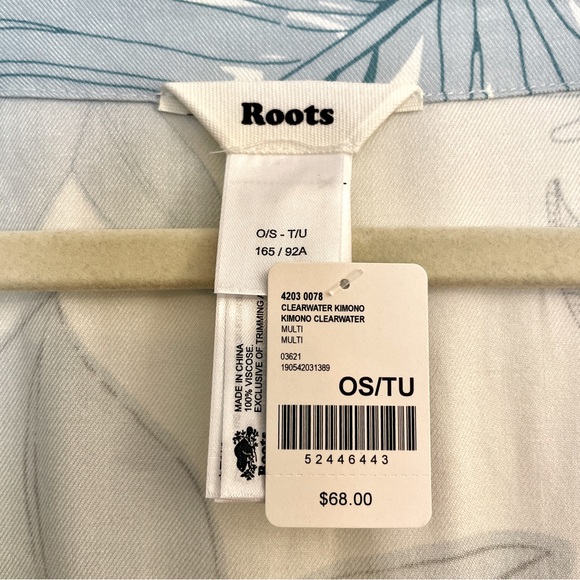 Roots
O/S - T/U
165 / 92A
4203 0078
CLEARWATER KIMONO
KIMONO CLEARWATER
MULTI
MULTI
03621
190542031389
OS/TU
52446443
$68.00
MADE IN CHINA
100% VISCOSE.
EXCLUSIVE OF TRIMMING
Roots